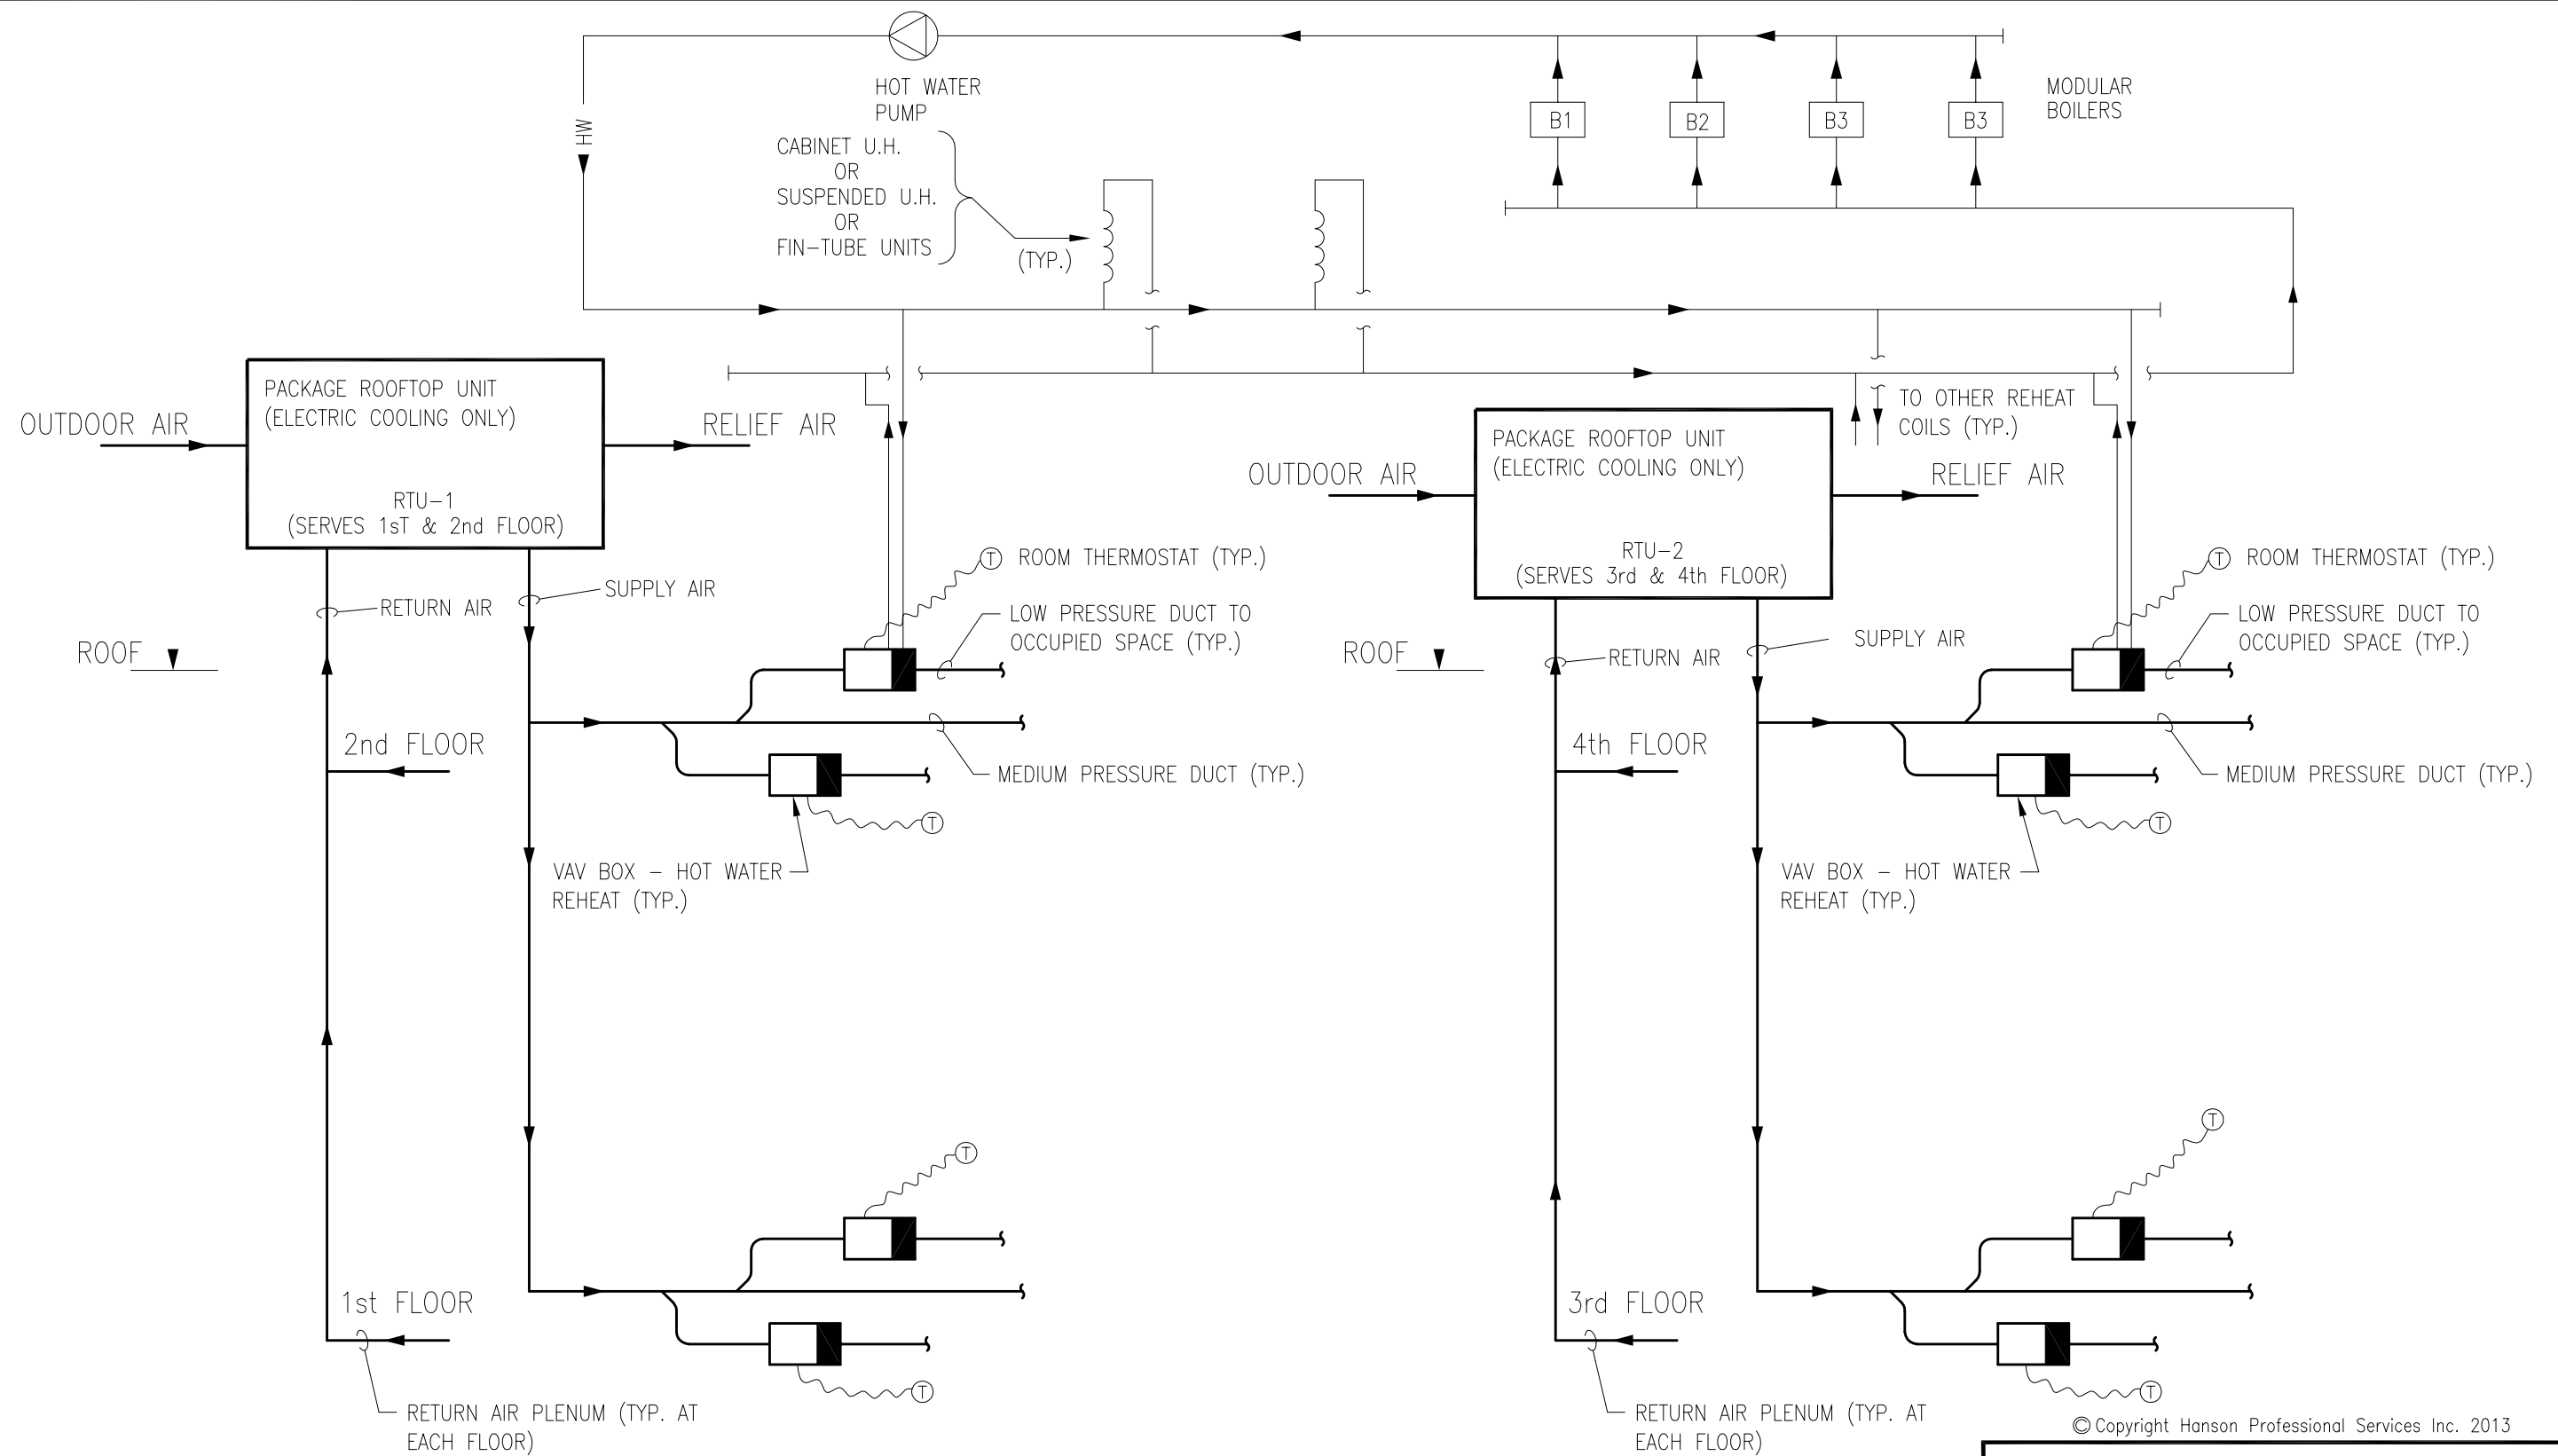 HOT WATER
PUMP
MODULAR
BOILERS
B1
B2
B3
B3
HW
CABINET U.H.
OR
SUSPENDED U.H.
OR
FIN-TUBE UNITS
(TYP.)
PACKAGE ROOFTOP UNIT
(ELECTRIC COOLING ONLY)
RTU-1
(SERVES 1sT & 2nd FLOOR)
OUTDOOR AIR
RELIEF AIR
RETURN AIR
SUPPLY AIR
ROOF
T
ROOM THERMOSTAT (TYP.)
LOW PRESSURE DUCT TO
OCCUPIED SPACE (TYP.)
2nd FLOOR
MEDIUM PRESSURE DUCT (TYP.)
T
VAV BOX - HOT WATER
REHEAT (TYP.)
T
1st FLOOR
T
RETURN AIR PLENUM (TYP. AT
EACH FLOOR)
TO OTHER REHEAT
COILS (TYP.)
PACKAGE ROOFTOP UNIT
(ELECTRIC COOLING ONLY)
RTU-2
(SERVES 3rd & 4th FLOOR)
OUTDOOR AIR
RELIEF AIR
RETURN AIR
SUPPLY AIR
ROOF
T
ROOM THERMOSTAT (TYP.)
LOW PRESSURE DUCT TO
OCCUPIED SPACE (TYP.)
4th FLOOR
MEDIUM PRESSURE DUCT (TYP.)
T
VAV BOX - HOT WATER
REHEAT (TYP.)
T
3rd FLOOR
T
RETURN AIR PLENUM (TYP. AT
EACH FLOOR)
© Copyright Hanson Professional Services Inc. 2013